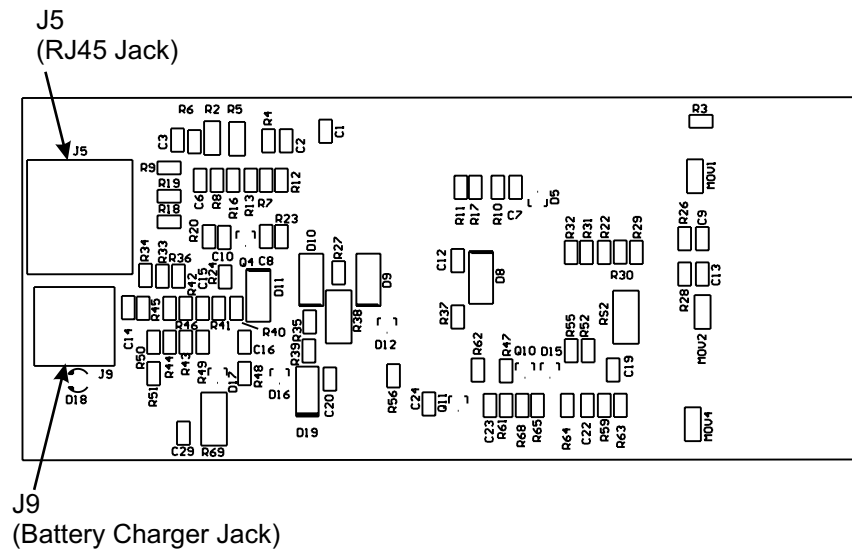 J5
(RJ45 Jack)
R6
R2
R5
R4
C3
C2
C1
R3
J5
R9
R19
R18
C6
R8
R16
R13
R7
R12
MOV1
R11
R17
R10
C7
D5
R20
C10
Q4
C8
R23
D10
R27
D9
C12
D8
R32
R31
R22
R30
R29
R26
C9
R34
R33
R36
R42
C15
R24
D11
R28
C13
C14
R45
R46
R41
R40
R35
R38
D12
R37
RS2
MOV2
R50
R44
R43
R49
C16
R39
R62
R47
Q10
D15
R55
R52
C19
J9
D18
R51
D17
R48
D16
D19
C20
R56
C24
Q11
C23
R61
R68
R65
R64
C22
R59
R63
MOV4
C29
R69
J9
(Battery Charger Jack)